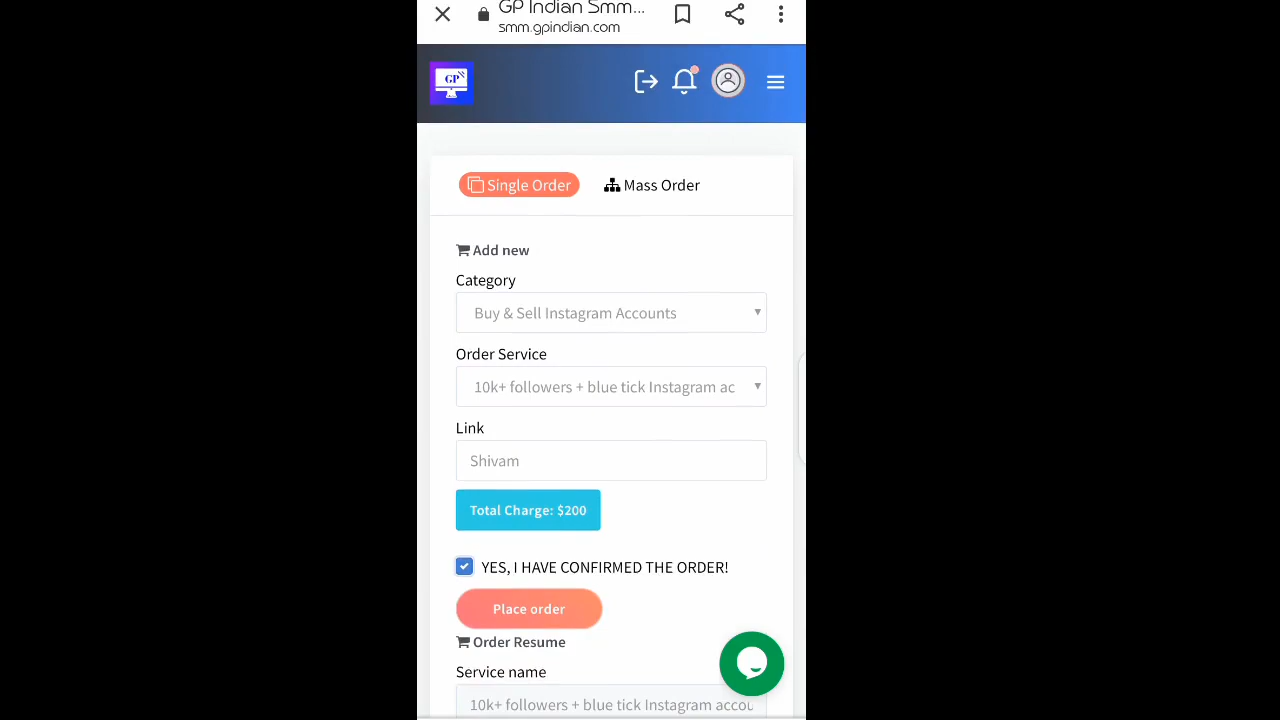 GP Indian Smm...
smm.gpindian.com
GP
Single Order
Mass Order
Add new
Category
Buy & Sell Instagram Accounts
Order Service
10k+ followers + blue tick Instagram ac
Link
Shivam
Total Charge: $200
YES, I HAVE CONFIRMED THE ORDER!
Place order
Order Resume
Service name
10k+ followers + blue tick Instagram accou